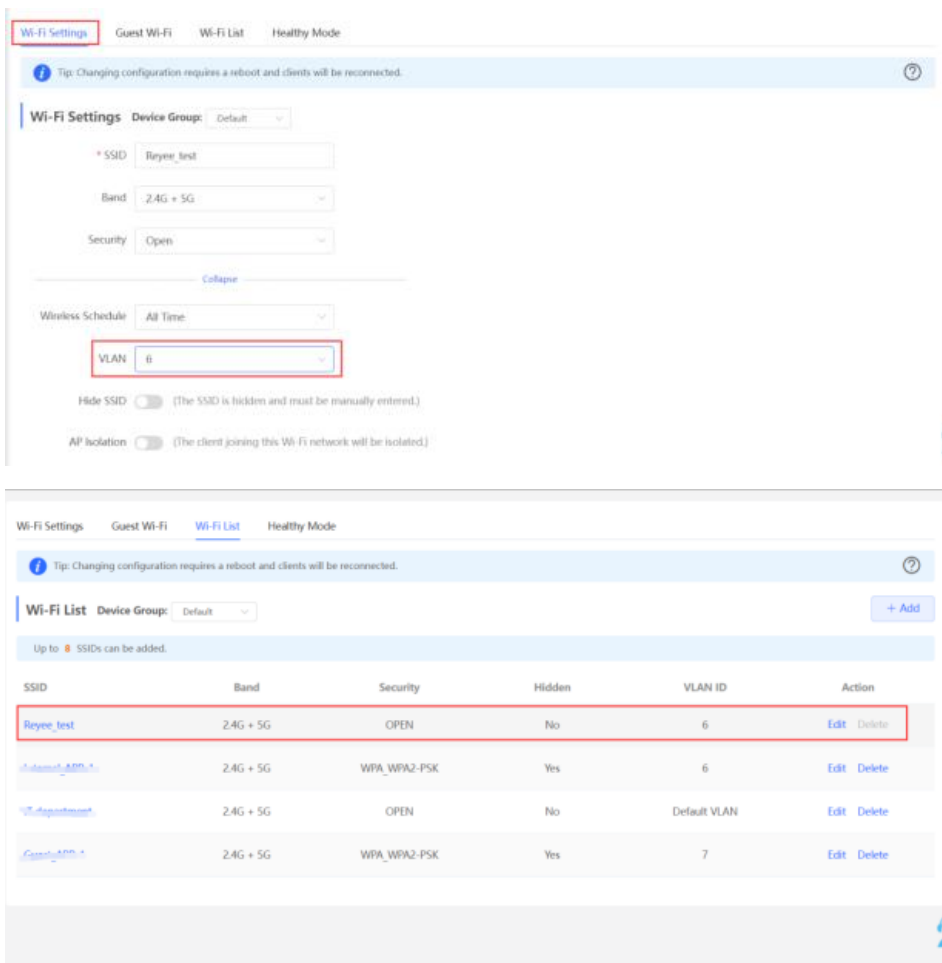 Wi-Fi Settings Guest Wi-Fi Wi-Fi List Healthy Mode
Tip: Changing configuration requires a reboot and clients will be reconnected.
Wi-Fi Settings Device Group: Default
* SSID Reyee_test
Band 2.4G + 5G
Security Open
Collapse
Wireless Schedule All Time
VLAN 6
Hide SSID (The SSID is hidden and must be manually entered.)
AP Isolation (The client joining this Wi-Fi network will be isolated.)
Wi-Fi Settings Guest Wi-Fi Wi-Fi List Healthy Mode
Tip: Changing configuration requires a reboot and clients will be reconnected.
Wi-Fi List Device Group: Default + Add
Up to 8 SSIDs can be added.
SSID Band Security Hidden VLAN ID Action
Reyee_test 2.4G + 5G OPEN No 6 Edit Delete
2.4G + 5G WPA_WPA2-PSK Yes 6 Edit Delete
2.4G + 5G OPEN No Default VLAN Edit Delete
2.4G + 5G WPA_WPA2-PSK Yes 7 Edit Delete